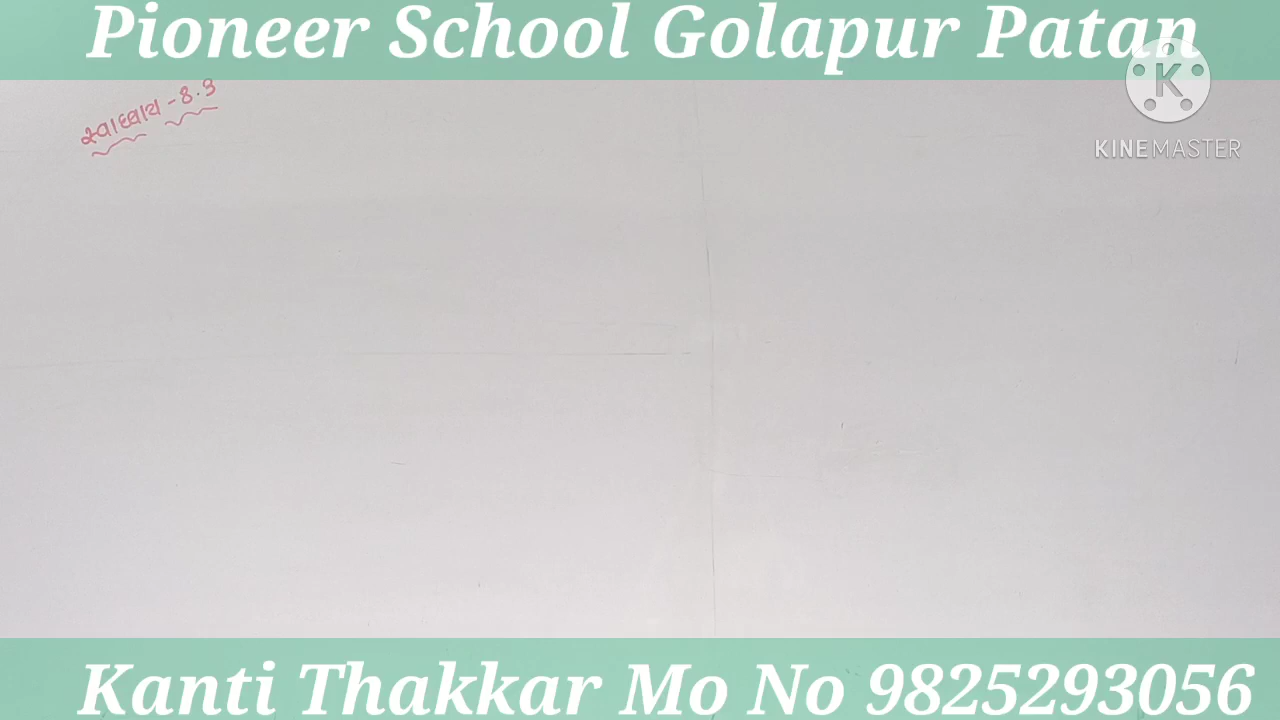 Pioneer School Golapur Patan
સ્વાધ્યાય - 8.3
K
KINEMASTER
Kanti Thakkar Mo No 9825293056